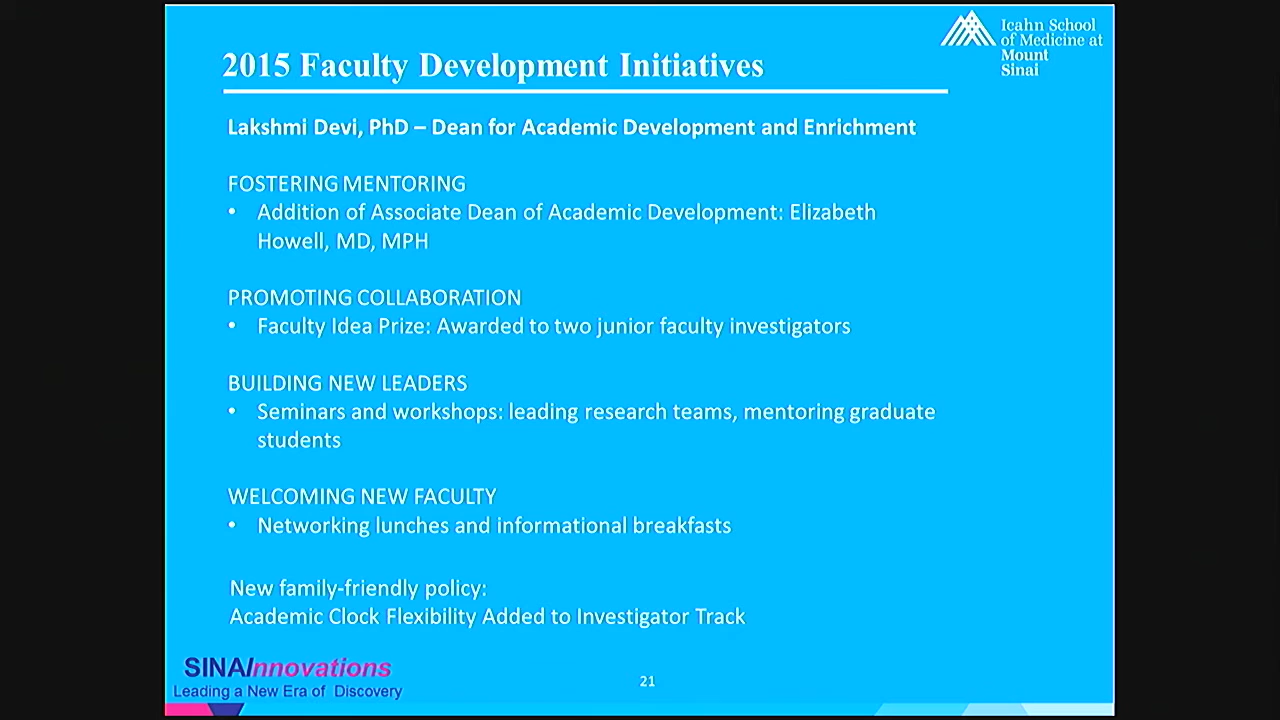 Icahn School
of Medicine at
Mount
Sinai
2015 Faculty Development Initiatives
Lakshmi Devi, PhD – Dean for Academic Development and Enrichment
FOSTERING MENTORING
• Addition of Associate Dean of Academic Development: Elizabeth
Howell, MD, MPH
PROMOTING COLLABORATION
• Faculty Idea Prize: Awarded to two junior faculty investigators
BUILDING NEW LEADERS
• Seminars and workshops: leading research teams, mentoring graduate
students
WELCOMING NEW FACULTY
• Networking lunches and informational breakfasts
New family-friendly policy:
Academic Clock Flexibility Added to Investigator Track
SINAInnovations
Leading a New Era of Discovery
21